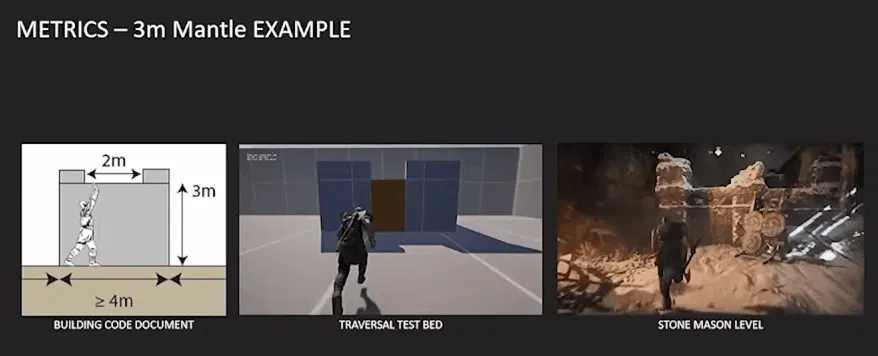 METRICS – 3m Mantle EXAMPLE
2m
3m
≥ 4m
BUILDING CODE DOCUMENT
TRAVERSAL TEST BED
STONE MASON LEVEL